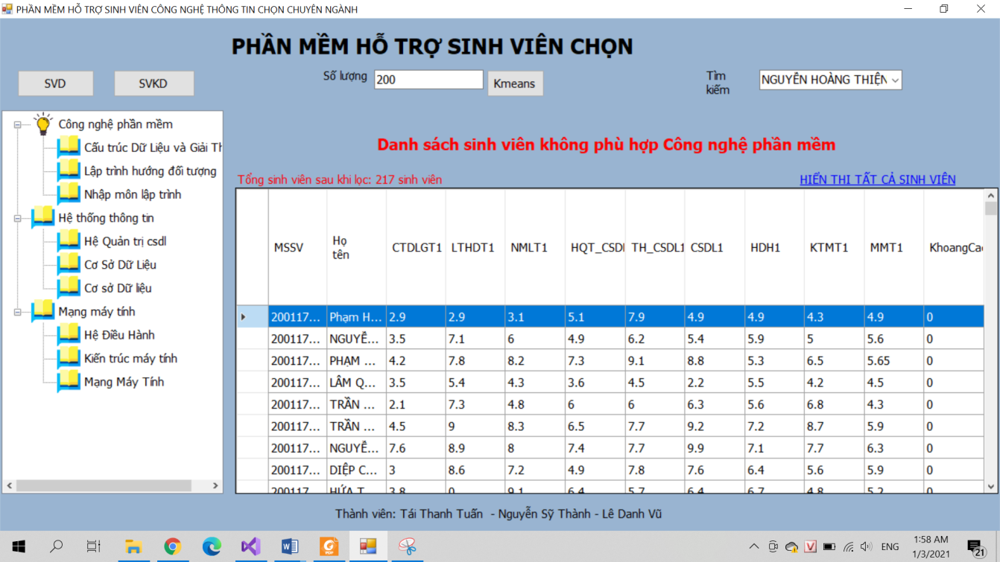 PHẦN MỀM HỖ TRỢ SINH VIÊN CÔNG NGHỆ THÔNG TIN CHỌN CHUYÊN NGÀNH
PHẦN MỀM HỖ TRỢ SINH VIÊN CHỌN
SVD SVKD Số lượng 200 Kmeans Tìm kiếm NGUYỄN HOÀNG THIỆN
Công nghệ phần mềm
Cấu trúc Dữ Liệu và Giải Th
Lập trình hướng đối tượng
Nhập môn lập trình
Hệ thống thông tin
Hệ Quản trị csdl
Cơ Sở Dữ Liệu
Cơ sở Dữ liệu
Mạng máy tính
Hệ Điều Hành
Kiến trúc máy tính
Mạng Máy Tính
Danh sách sinh viên không phù hợp Công nghệ phần mềm
Tổng sinh viên sau khi lọc: 217 sinh viên HIỂN THI TẤT CẢ SINH VIÊN
MSSV Họ tên CTDLGT1 LTHDT1 NMLT1 HQT_CSDl TH_CSDL1 CSDL1 HDH1 KTMT1 MMT1 KhoangCa
200117... Phạm H... 2.9 2.9 3.1 5.1 7.9 4.9 4.9 4.3 4.9 0
200117... NGUYỄ... 3.5 7.1 6 4.9 6.2 5.4 5.9 5 5.6 0
200117... PHẠM ... 4.2 7.8 8.2 7.3 9.1 8.8 5.3 6.5 5.65 0
200117... LÂM Q... 3.5 5.4 4.3 3.6 4.5 2.2 5.5 4.2 4.5 0
200117... TRẦN ... 2.1 7.3 4.8 6 6 6.3 5.6 6.8 4.3 0
200117... TRẦN ... 4.5 9 8.3 6.5 7.7 9.2 7.2 8.7 5.9 0
200117... NGUYỄ... 7.6 8.9 8 7.4 7.7 9.9 7.1 7.7 6.3 0
200117... DIỆP C... 3 8.6 7.2 4.9 7.8 7.6 6.4 5.6 5.9 0
200117 HỨA T 3.8 0 9.1 6.4 5.7 6.4 6.7 4.8 5.2 0
Thành viên: Tái Thanh Tuấn - Nguyễn Sỹ Thành - Lê Danh Vũ
ENG 1:58 AM
1/3/2021 21